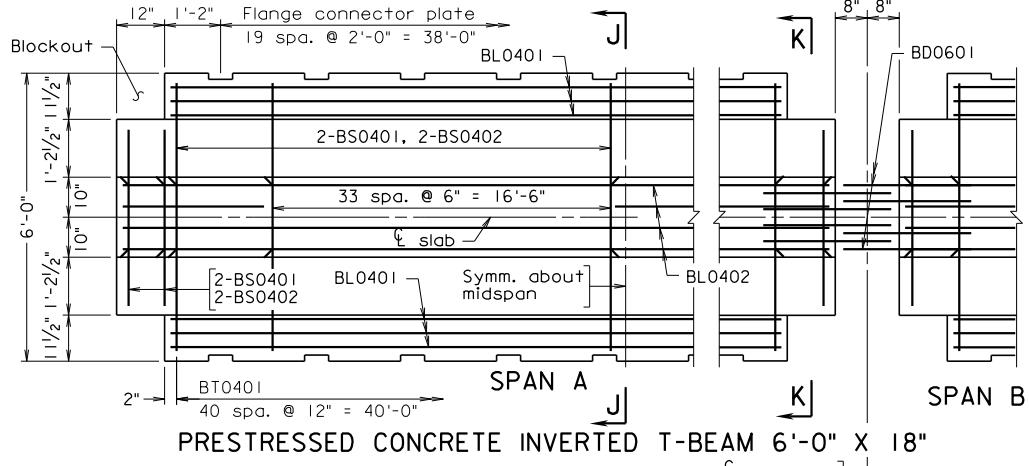 12" 1'-2" Flange connector plate
19 spa. @ 2'-0" = 38'-0"
J K 8" 8"
Blockout BL0401 BD0601
11 1/2"
1'-2 1/2" 2-BS0401, 2-BS0402
10" 33 spa. @ 6" = 16'-6"
6'-0"
10" ℄ slab
1'-2 1/2" 2-BS0401 BL0401 Symm. about BL0402
2-BS0402 midspan
11 1/2"
SPAN A SPAN B
2" BT0401 J K
40 spa. @ 12" = 40'-0"
PRESTRESSED CONCRETE INVERTED T-BEAM 6'-0" X 18"